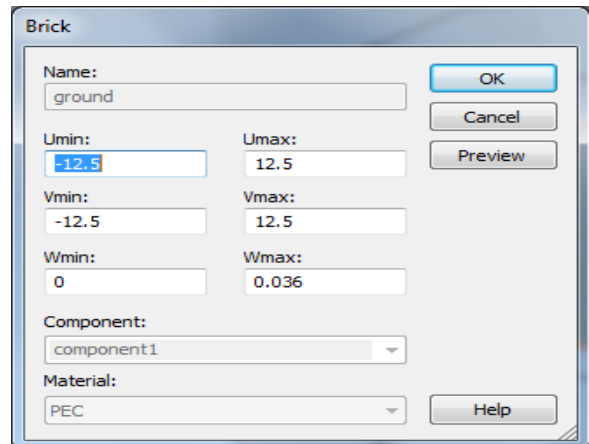 Brick
Name:
ground
OK
Cancel
Preview
Umin: Umax:
-12.5 12.5
Vmin: Vmax:
-12.5 12.5
Wmin: Wmax:
0 0.036
Component:
component1
Material:
PEC
Help